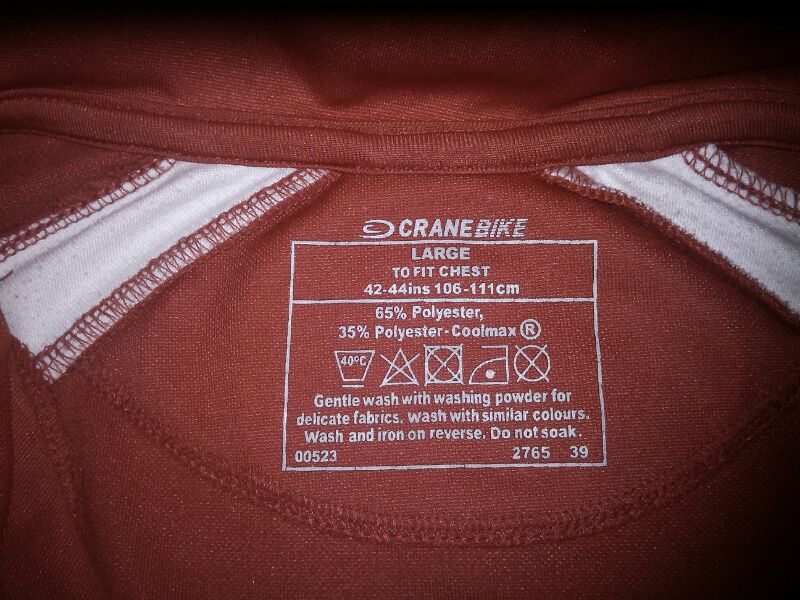 CRANEBIKE
LARGE
TO FIT CHEST
42-44ins 106-111cm
65% Polyester,
35% Polyester-Coolmax ®
40°C
Gentle wash with washing powder for
delicate fabrics. Wash with similar colours.
Wash and iron on reverse. Do not soak.
00523 2765 39